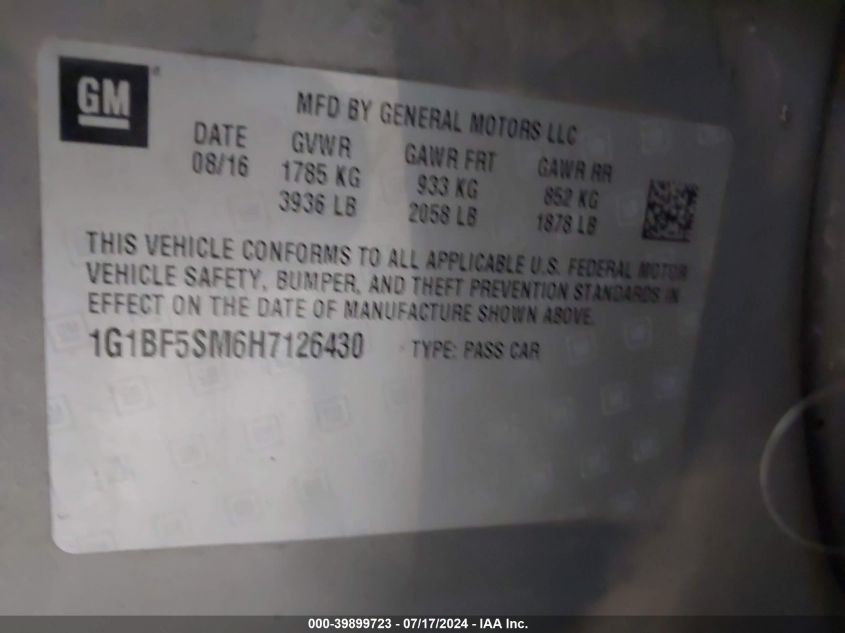 GM
MFD BY GENERAL MOTORS LLC
DATE GVWR GAWR FRT GAWR RR
08/16 1785 KG 933 KG 852 KG
3936 LB 2058 LB 1878 LB
THIS VEHICLE CONFORMS TO ALL APPLICABLE U.S. FEDERAL MOTOR
VEHICLE SAFETY, BUMPER, AND THEFT PREVENTION STANDARDS IN
EFFECT ON THE DATE OF MANUFACTURE SHOWN ABOVE.
1G1BF5SM6H7126430 TYPE: PASS CAR
000-39899723 - 07/17/2024 - IAA Inc.